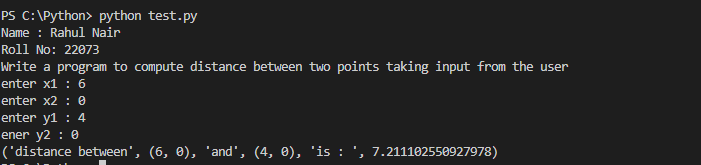 PS C:\Python> python test.py
Name : Rahul Nair
Roll No: 22073
Write a program to compute distance between two points taking input from the user
enter x1 : 6
enter x2 : 0
enter y1 : 4
ener y2 : 0
('distance between', (6, 0), 'and', (4, 0), 'is : ', 7.211102550927978)